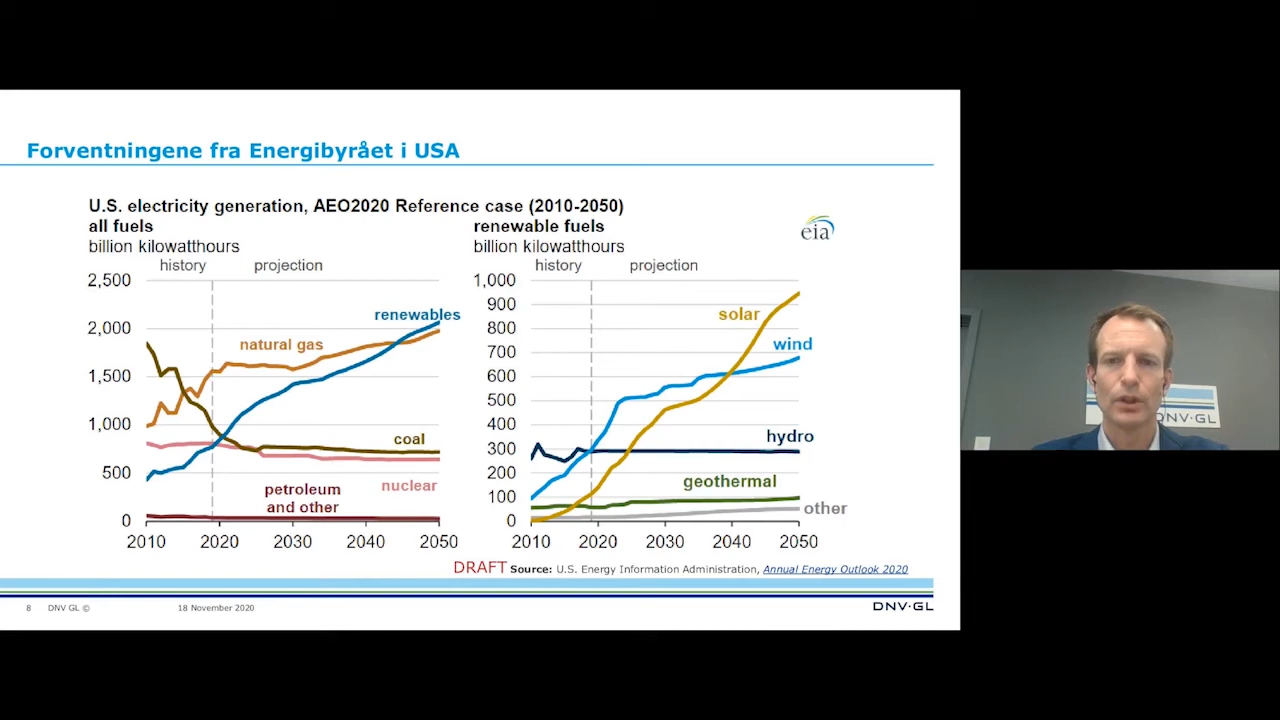 Forventningene fra Energibyrået i USA
U.S. electricity generation, AEO2020 Reference case (2010-2050)
all fuels
billion kilowatthours
history projection
2,500
2,000
1,500
1,000
500
0
renewables
natural gas
coal
nuclear
petroleum
and other
2010 2020 2030 2040 2050
renewable fuels
billion kilowatthours
history projection
1,000
900
800
700
600
500
400
300
200
100
0
solar
wind
hydro
geothermal
other
2010 2020 2030 2040 2050
eia
DRAFT Source: U.S. Energy Information Administration, Annual Energy Outlook 2020
8 DNV GL © 18 November 2020
DNV·GL
DNV·GL